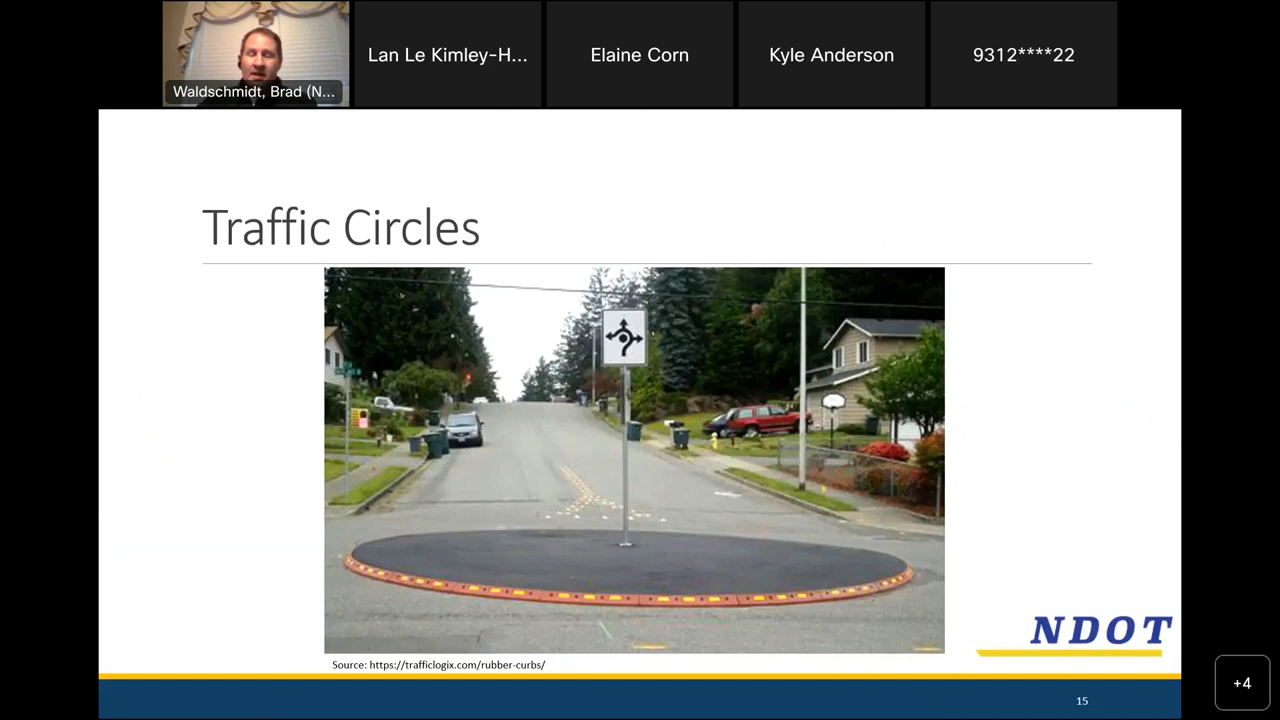 Waldschmidt, Brad (N...
Lan Le Kimley-H...
Elaine Corn
Kyle Anderson
9312****22
Traffic Circles
Source: https://trafficlogix.com/rubber-curbs/
NDOT
15
+4